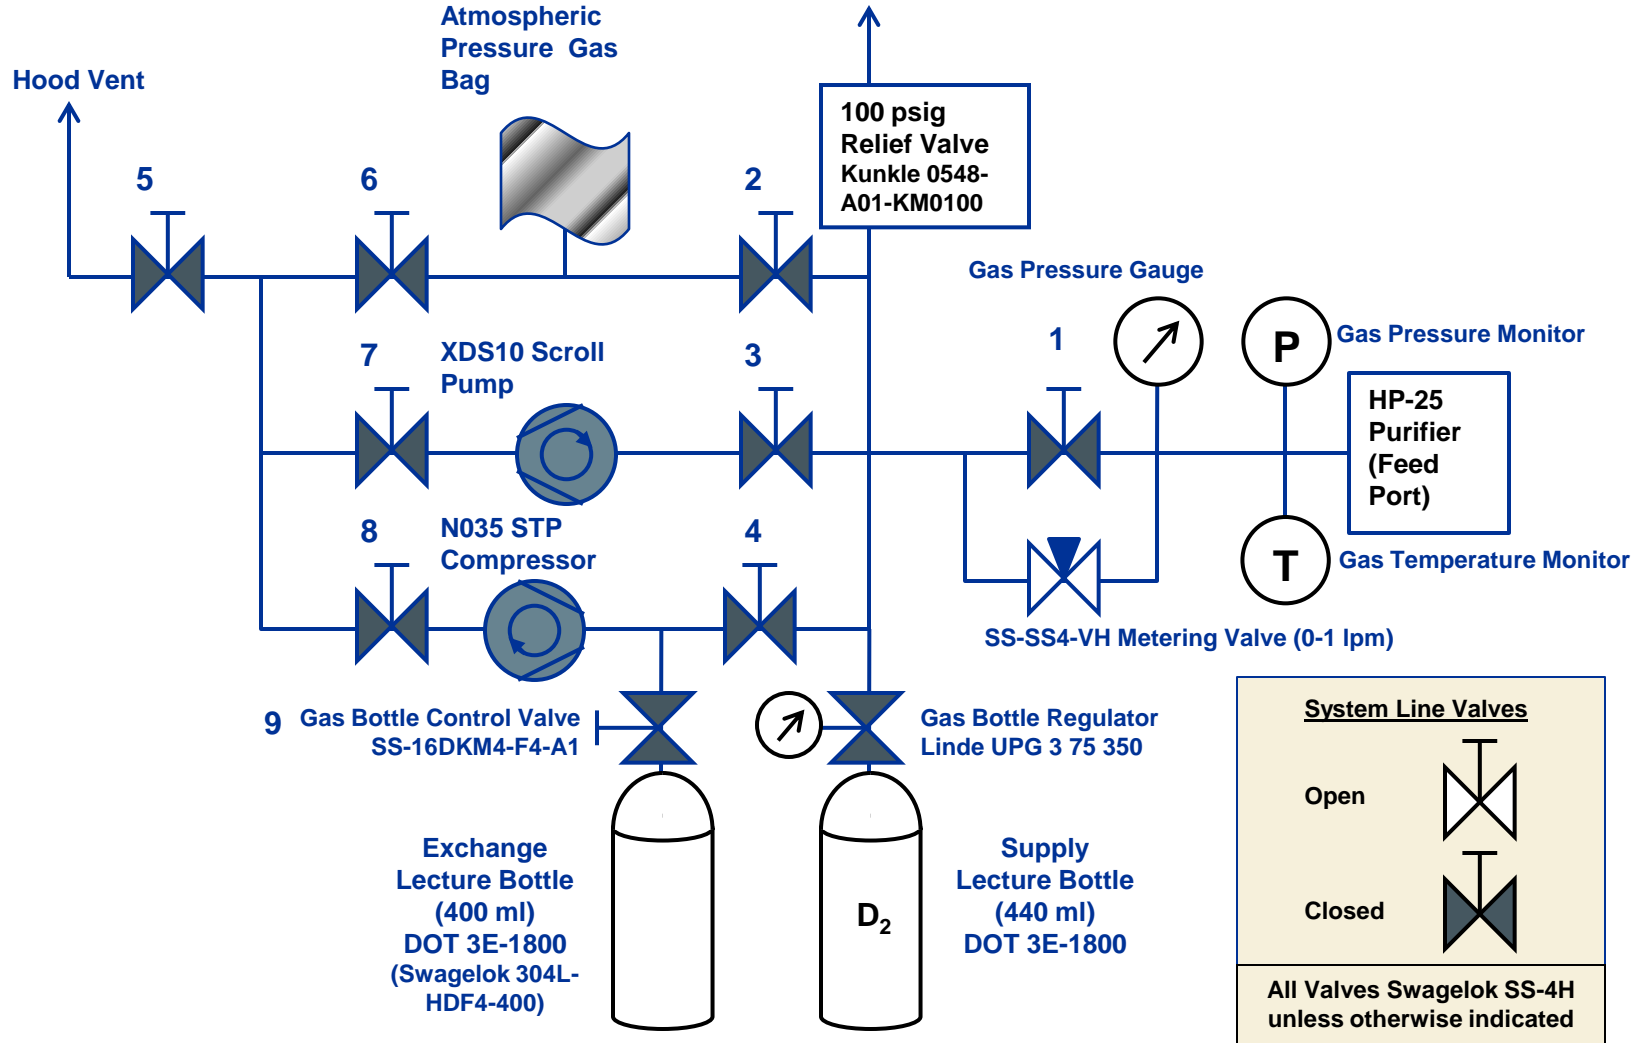 Atmospheric
Pressure Gas
Bag
Hood Vent
100 psig
Relief Valve
Kunkle 0548-
A01-KM0100
5
6
2
Gas Pressure Gauge
7
XDS10 Scroll
Pump
3
1
P
Gas Pressure Monitor
HP-25
Purifier
(Feed
Port)
8
N035 STP
Compressor
4
T
Gas Temperature Monitor
SS-SS4-VH Metering Valve (0-1 lpm)
9
Gas Bottle Control Valve
SS-16DKM4-F4-A1
Gas Bottle Regulator
Linde UPG 3 75 350
Exchange
Lecture Bottle
(400 ml)
DOT 3E-1800
(Swagelok 304L-
HDF4-400)
D₂
Supply
Lecture Bottle
(440 ml)
DOT 3E-1800
System Line Valves
Open
Closed
All Valves Swagelok SS-4H
unless otherwise indicated